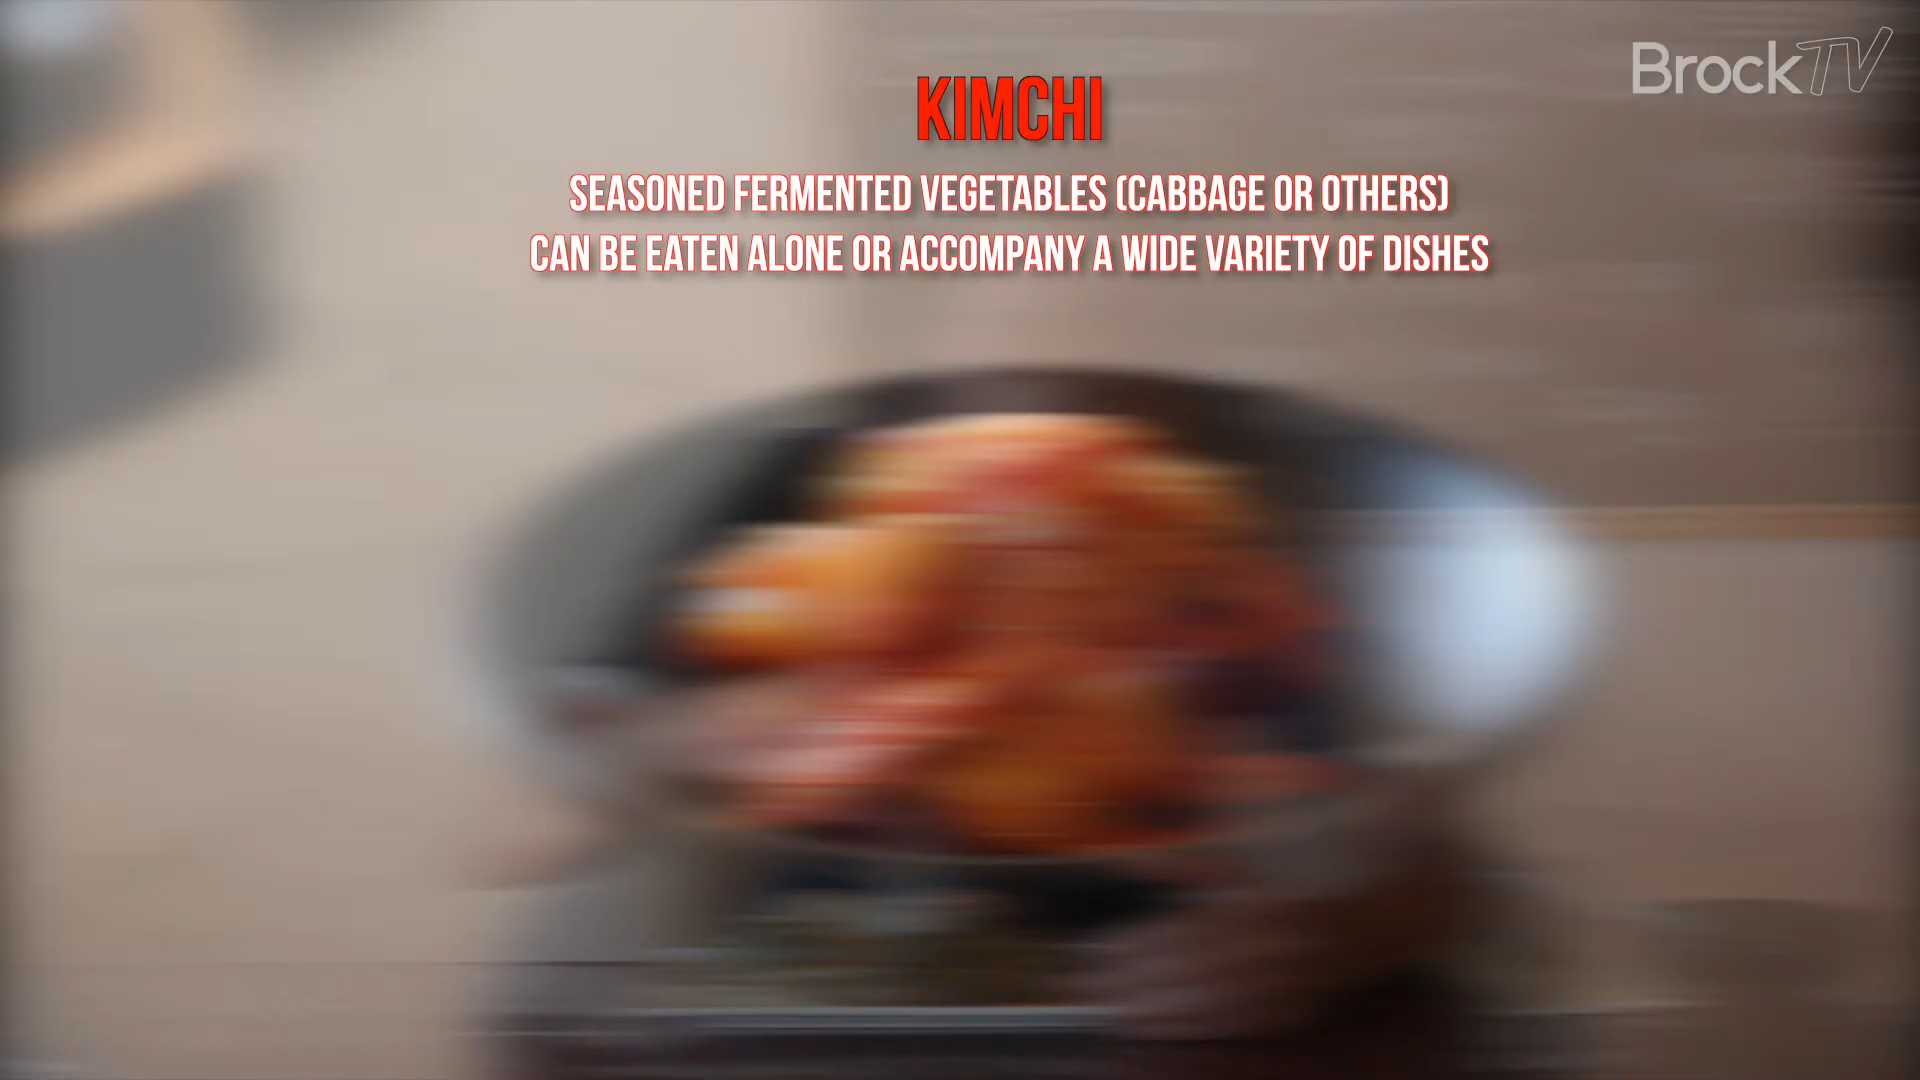 BrockTV
KIMCHI
SEASONED FERMENTED VEGETABLES (CABBAGE OR OTHERS)
CAN BE EATEN ALONE OR ACCOMPANY A WIDE VARIETY OF DISHES